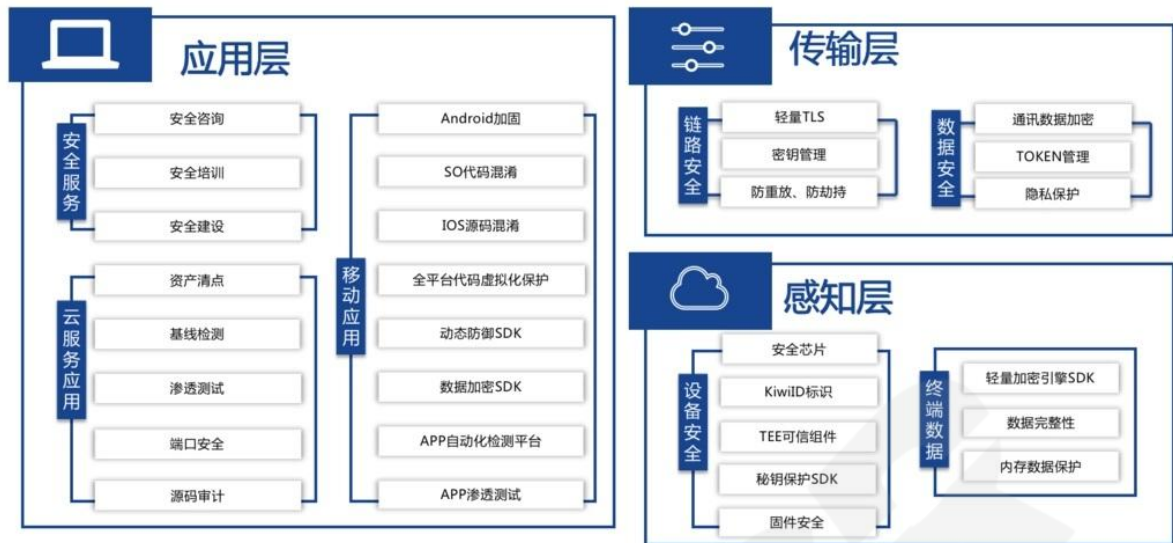 应用层
安全服务
安全咨询
安全培训
安全建设
云服务应用
资产清点
基线检测
渗透测试
端口安全
源码审计
移动应用
Android加固
SO代码混淆
IOS源码混淆
全平台代码虚拟化保护
动态防御SDK
数据加密SDK
APP自动化检测平台
APP渗透测试
传输层
链路安全
轻量TLS
密钥管理
防重放、防劫持
数据安全
通讯数据加密
TOKEN管理
隐私保护
感知层
设备安全
安全芯片
KiwiID标识
TEE可信组件
秘钥保护SDK
固件安全
终端数据
轻量加密引擎SDK
数据完整性
内存数据保护